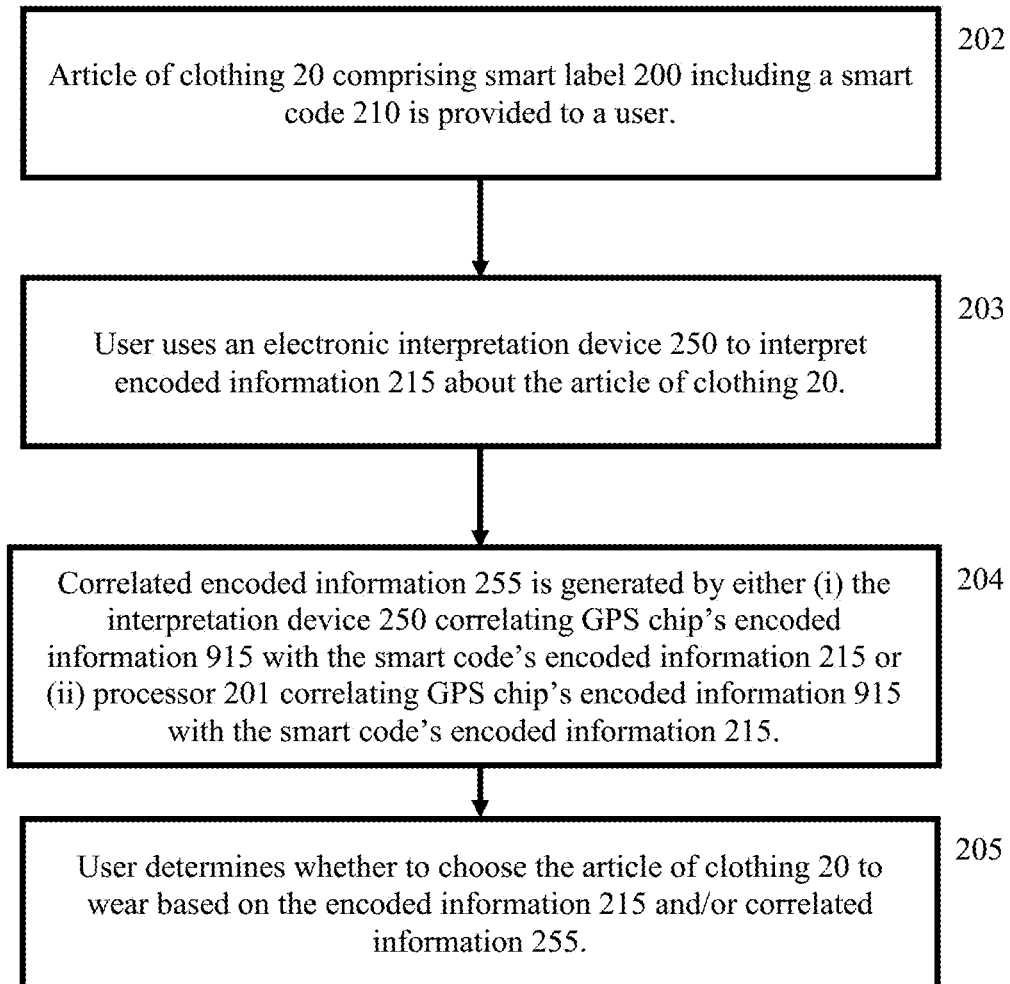 202
Article of clothing 20 comprising smart label 200 including a smart
code 210 is provided to a user.
203
User uses an electronic interpretation device 250 to interpret
encoded information 215 about the article of clothing 20.
204
Correlated encoded information 255 is generated by either (i) the
interpretation device 250 correlating GPS chip's encoded
information 915 with the smart code's encoded information 215 or
(ii) processor 201 correlating GPS chip's encoded information 915
with the smart code's encoded information 215.
205
User determines whether to choose the article of clothing 20 to
wear based on the encoded information 215 and/or correlated
information 255.